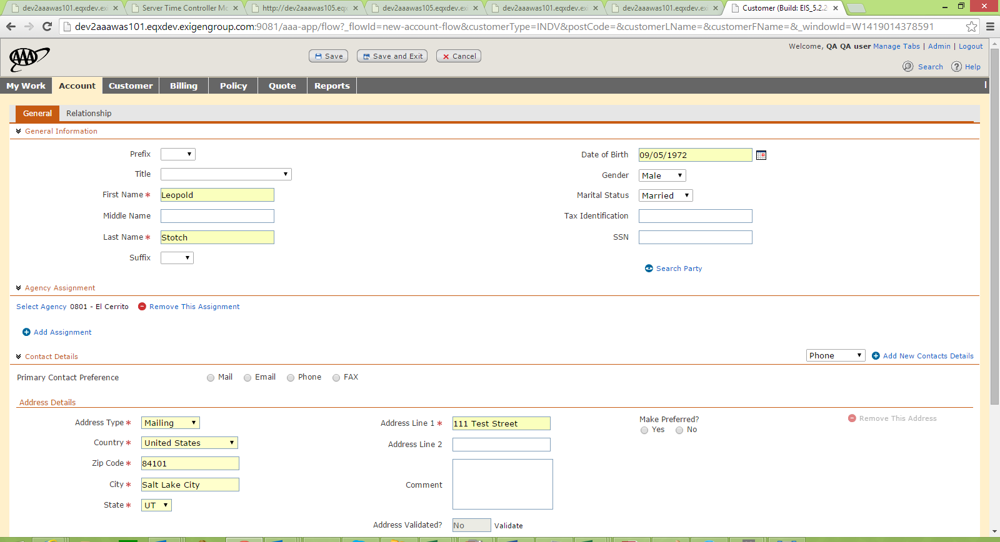 dev2aaawas101.eqxdev.exi
Server Time Controller Mo
http://dev2aaawas105.eqx
dev2aaawas105.eqxdev.exi
dev2aaawas101.eqxdev.exi
dev2aaawas101.eqxdev.exi
Customer (Build: EIS_5.2.2
dev2aaawas101.eqxdev.exigengroup.com:9081/aaa-app/flow?_flowId=new-account-flow&customerType=INDV&postCode=&customerLName=&customerFName=&_windowId=W1419014378591
AAA
Save
Save and Exit
Cancel
Welcome, QA QA user Manage Tabs | Admin | Logout
Search
Help
My Work Account Customer Billing Policy Quote Reports
General Relationship
General Information
Prefix
Title
First Name * Leopold
Middle Name
Last Name * Stotch
Suffix
Date of Birth 09/05/1972
Gender Male
Marital Status Married
Tax Identification
SSN
Search Party
Agency Assignment
Select Agency 0801 - El Cerrito Remove This Assignment
Add Assignment
Contact Details
Phone Add New Contacts Details
Primary Contact Preference Mail Email Phone FAX
Address Details
Address Type * Mailing
Country * United States
Zip Code * 84101
City * Salt Lake City
State * UT
Address Line 1 * 111 Test Street
Address Line 2
Comment
Address Validated? No Validate
Make Preferred?
Yes No
Remove This Address